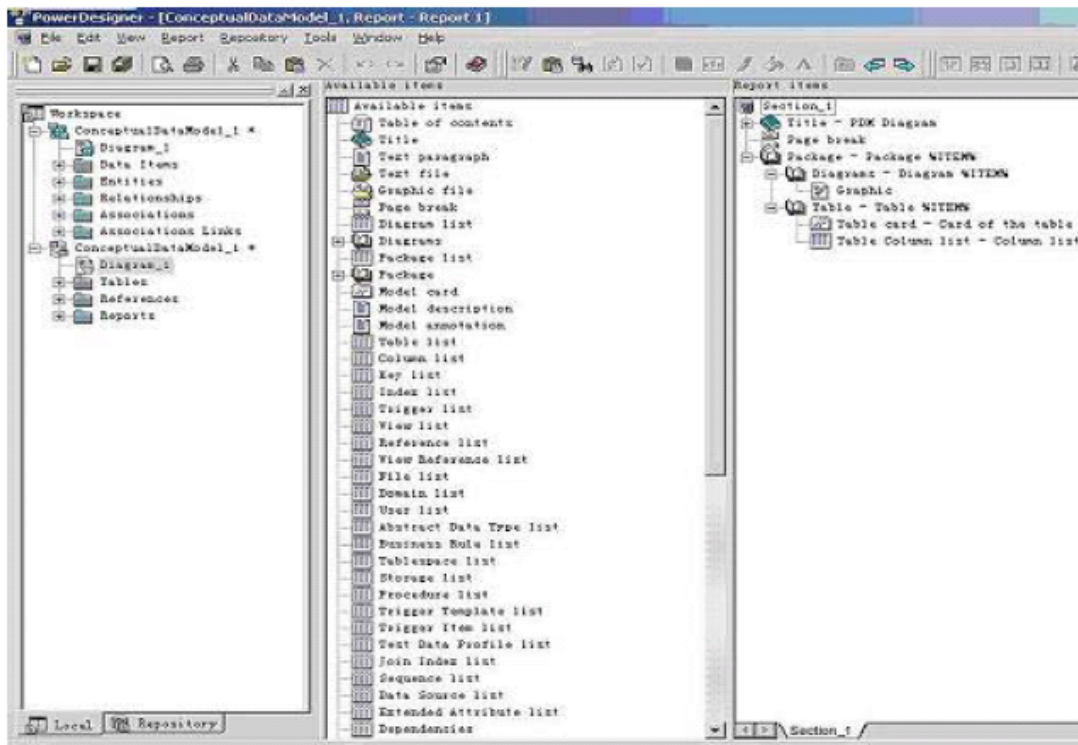 PowerDesigner - [ConceptualDataModel_1, Report - Report 1]
File Edit View Report Repository Tools Window Help
Workspace
ConceptualDataModel_1 *
Diagram_1
Data Items
Entities
Relationships
Associations
Associations Links
ConceptualDataModel_1 *
Diagram_1
Tables
References
Reports
Local Repository
Available items
Available items
Table of contents
Title
Text paragraph
Text file
Graphic file
Page break
Diagram list
Diagrams
Package list
Package
Model card
Model description
Model annotation
Table list
Column list
Key list
Index list
Trigger list
View list
Reference list
View Reference list
File list
Domain list
User list
Abstract Data Type list
Business Rule list
Tablespace list
Storage list
Procedure list
Trigger Template list
Trigger Item list
Test Data Profile list
Join Index list
Sequence list
Data Source list
Extended Attribute list
Dependencies
Report items
Section_1
Title - PDM Diagram
Page break
Package - Package %ITEM%
Diagrams - Diagram %ITEM%
Graphic
Table - Table %ITEM%
Table card - Card of the table
Table Column list - Column list
Section_1